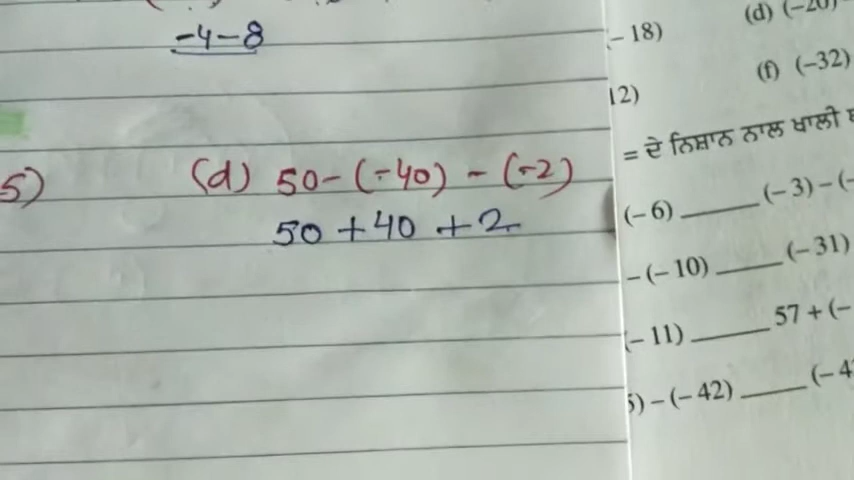 -4-8
5) (d) 50-(-40) - (-2)
50 +40 +2
- 18) (d) (-20)
(f) (-32)
12)
= ਦੇ ਨਿਸ਼ਾਨ ਨਾਲ ਖਾਲੀ
(-6) ______ (-3) - (-
- (-10) ______ (-31)
(-11) ______ 57 + (-
5) - (-42) ______ (-4